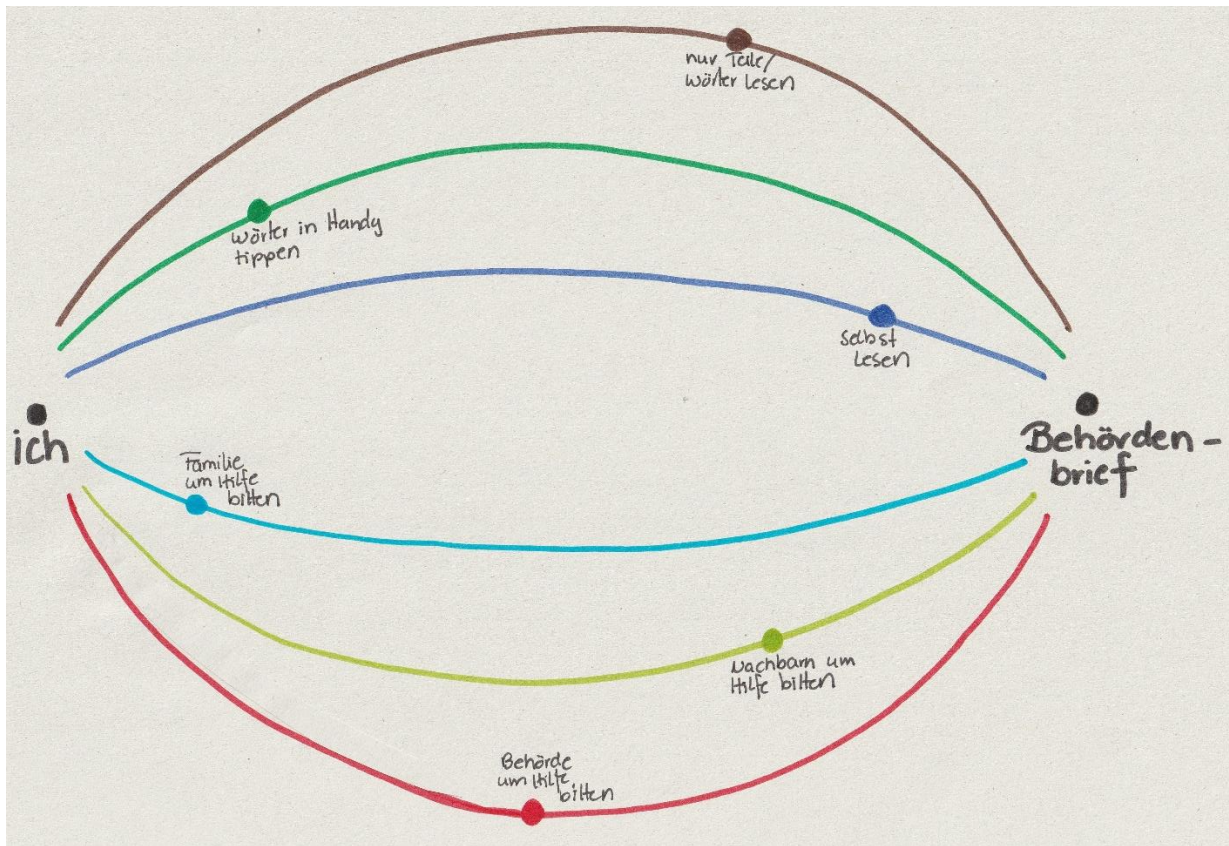 nur Teile/
Wörter lesen
Wörter in Handy
tippen
Selbst
Lesen
ich
Behörden-
brief
Familie
um Hilfe
bitten
Nachbarn um
Hilfe bitten
Behörde
um Hilfe
bitten